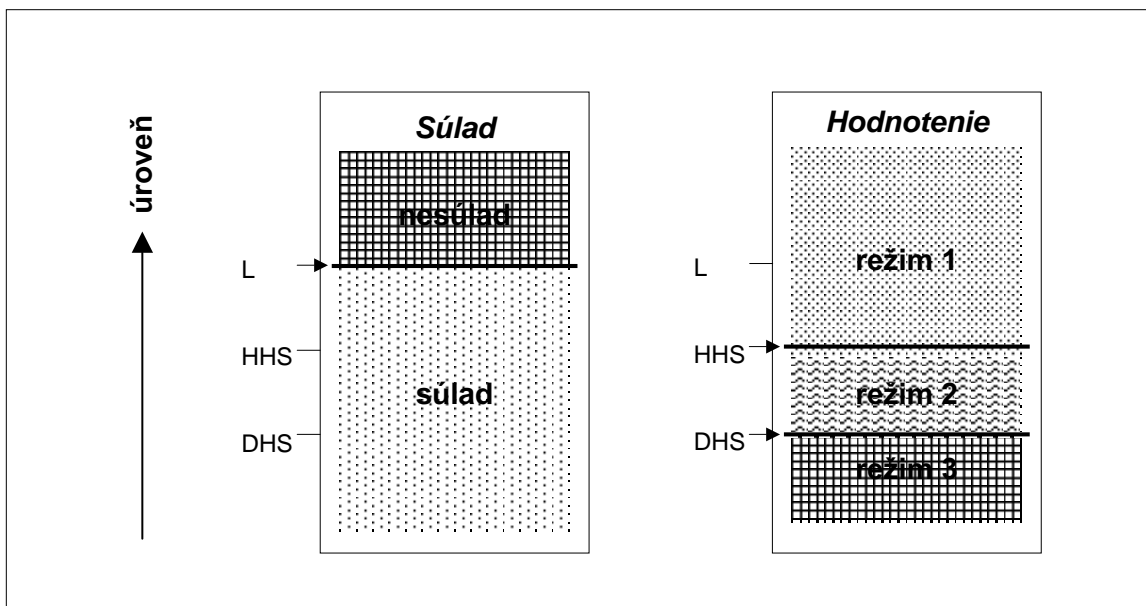 úroveň
Súlad
nesúlad
L
HHS
súlad
DHS
Hodnotenie
režim 1
L
HHS
režim 2
DHS
režim 3